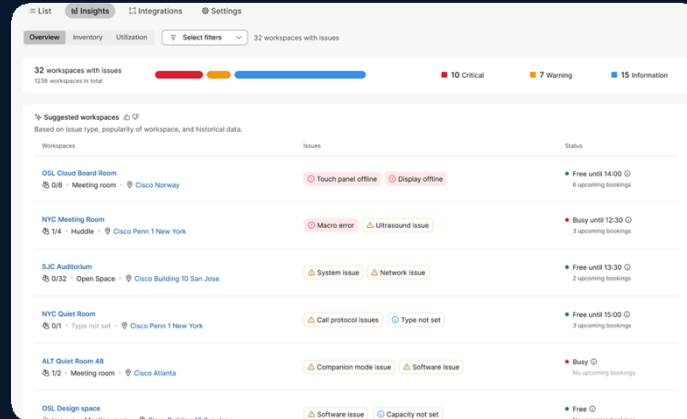 List Insights Integrations Settings
Overview Inventory Utilization Select filters 32 workspaces with issues
32 workspaces with issues
1238 workspaces in total
10 Critical 7 Warning 15 Information
Suggested workspaces
Based on issue type, popularity of workspace, and historical data.
Workspaces Issues Status
OSL Cloud Board Room
0/8 · Meeting room · Cisco Norway
Touch panel offline Display offline
Free until 14:00
6 upcoming bookings
NYC Meeting Room
1/4 · Huddle · Cisco Penn 1 New York
Macro error Ultrasound issue
Busy until 12:30
3 upcoming bookings
SJC Auditorium
0/32 · Open Space · Cisco Building 10 San Jose
System issue Network issue
Free until 13:30
2 upcoming bookings
NYC Quiet Room
0/1 · Type not set · Cisco Penn 1 New York
Call protocol issues Type not set
Free until 15:00
3 upcoming bookings
ALT Quiet Room 48
1/2 · Meeting room · Cisco Atlanta
Companion mode issue Software issue
Busy
No upcoming bookings
OSL Design space
Software issue Capacity not set
Free